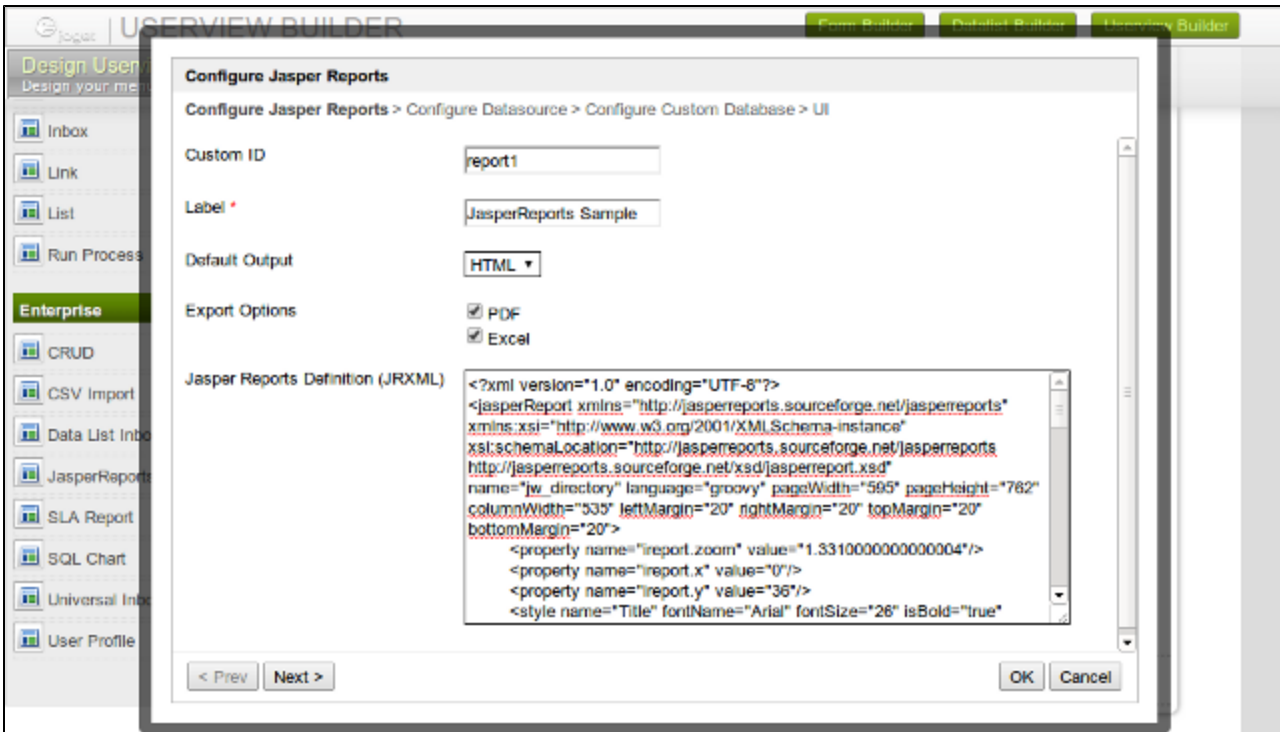 joget | USERVIEW BUILDER
Form Builder
Datalist Builder
Userview Builder
Design Userv
Design your men
Inbox
Link
List
Run Process
Enterprise
CRUD
CSV Import
Data List Inbo
JasperReports
SLA Report
SQL Chart
Universal Inbo
User Profile
Configure Jasper Reports
Configure Jasper Reports > Configure Datasource > Configure Custom Database > UI
Custom ID
report1
Label *
JasperReports Sample
Default Output
HTML
Export Options
PDF
Excel
Jasper Reports Definition (JRXML)
<?xml version="1.0" encoding="UTF-8"?>
<jasperReport xmlns="http://jasperreports.sourceforge.net/jasperreports"
xmlns:xsi="http://www.w3.org/2001/XMLSchema-instance"
xsi:schemaLocation="http://jasperreports.sourceforge.net/jasperreports
http://jasperreports.sourceforge.net/xsd/jasperreport.xsd"
name="jw_directory" language="groovy" pageWidth="595" pageHeight="762"
columnWidth="535" leftMargin="20" rightMargin="20" topMargin="20"
bottomMargin="20">
<property name="ireport.zoom" value="1.3310000000000004"/>
<property name="ireport.x" value="0"/>
<property name="ireport.y" value="36"/>
<style name="Title" fontName="Arial" fontSize="26" isBold="true"
< Prev
Next >
OK
Cancel